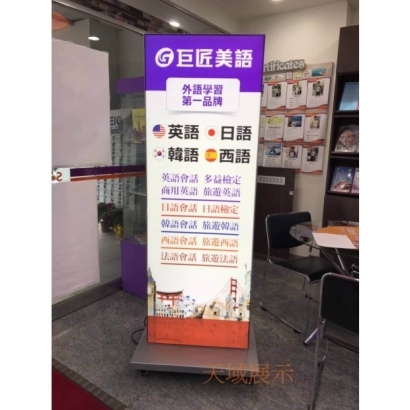 巨匠美語
外語學習
第一品牌
英語 日語
韓語 西語
英語會話 多益檢定
商用英語 旅遊英語
日語會話 日語檢定
韓語會話 旅遊韓語
西語會話 旅遊西語
法語會話 旅遊法語
Certificates
天域展示